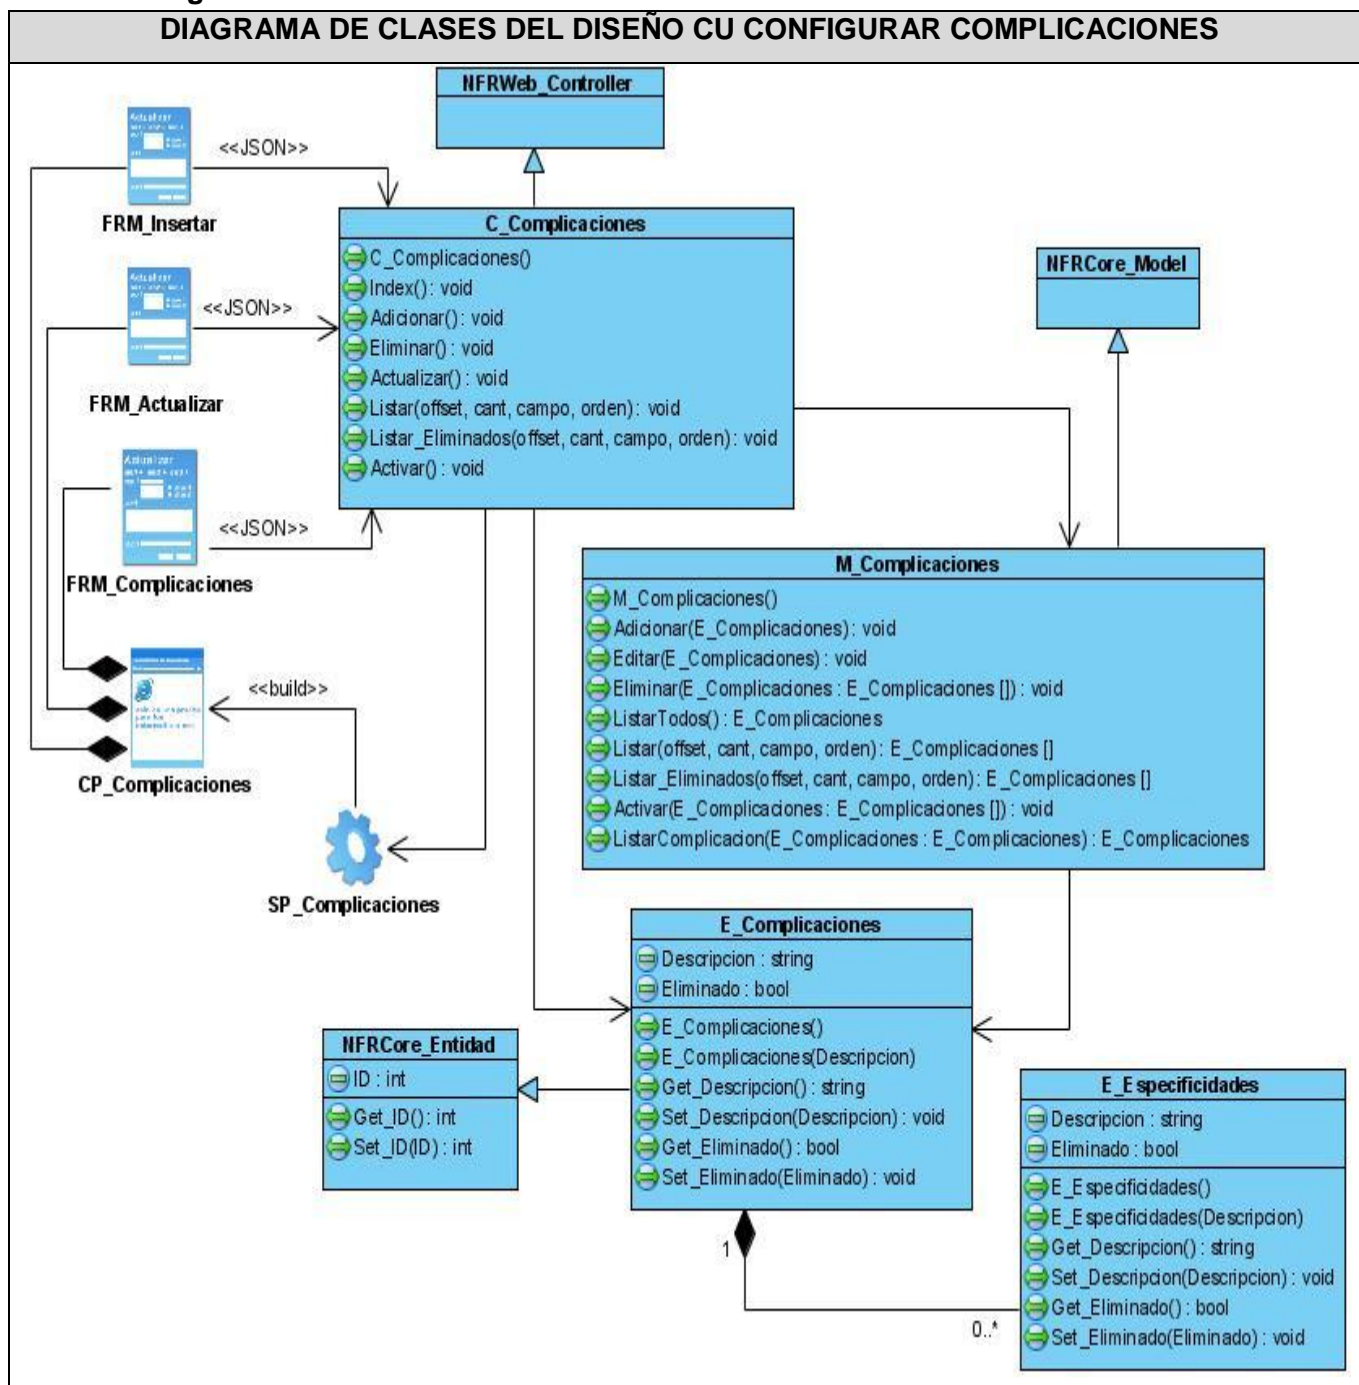 DIAGRAMA DE CLASES DEL DISEÑO CU CONFIGURAR COMPLICACIONES
NFRWeb_Controller
<<JSON>>
FRM_Insertar
C_Complicaciones
C_Complicaciones()
Index() : void
Adicionar() : void
Eliminar() : void
Actualizar() : void
Listar(offset, cant, campo, orden) : void
Listar_Eliminados(offset, cant, campo, orden) : void
Activar() : void
NFRCore_Model
Actualizar
<<JSON>>
FRM_Actualizar
Actualizar
<<JSON>>
FRM_Complicaciones
M_Complicaciones
M_Complicaciones()
Adicionar(E_Complicaciones) : void
Editar(E_Complicaciones) : void
Eliminar(E_Complicaciones : E_Complicaciones []) : void
ListarTodos() : E_Complicaciones
Listar(offset, cant, campo, orden) : E_Complicaciones []
Listar_Eliminados(offset, cant, campo, orden) : E_Complicaciones []
Activar(E_Complicaciones : E_Complicaciones []) : void
ListarComplicacion(E_Complicaciones : E_Complicaciones) : E_Complicaciones
<<build>>
CP_Complicaciones
SP_Complicaciones
E_Complicaciones
Descripcion : string
Eliminado : bool
E_Complicaciones()
E_Complicaciones(Descripcion)
Get_Descripcion() : string
Set_Descripcion(Descripcion) : void
Get_Eliminado() : bool
Set_Eliminado(Eliminado) : void
NFRCore_Entidad
ID : int
Get_ID() : int
Set_ID(ID) : int
E_Especificidades
Descripcion : string
Eliminado : bool
E_Especificidades()
E_Especificidades(Descripcion)
Get_Descripcion() : string
Set_Descripcion(Descripcion) : void
Get_Eliminado() : bool
Set_Eliminado(Eliminado) : void
1
0..*